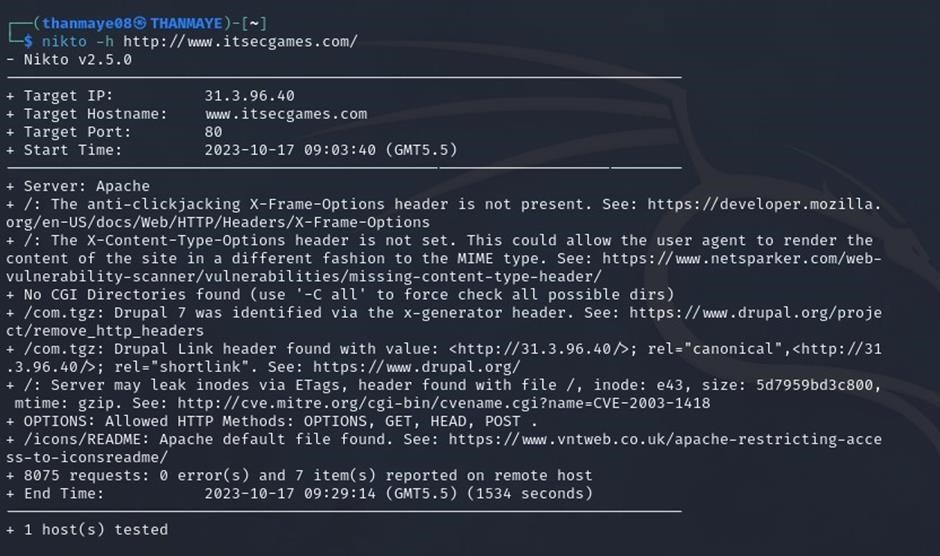 ┌──(thanmaye08㉿THANMAYE)-[~]
└─$ nikto -h http://www.itsecgames.com/
- Nikto v2.5.0
+ Target IP:          31.3.96.40
+ Target Hostname:    www.itsecgames.com
+ Target Port:        80
+ Start Time:         2023-10-17 09:03:40 (GMT5.5)
+ Server: Apache
+ /: The anti-clickjacking X-Frame-Options header is not present. See: https://developer.mozilla.
org/en-US/docs/Web/HTTP/Headers/X-Frame-Options
+ /: The X-Content-Type-Options header is not set. This could allow the user agent to render the
content of the site in a different fashion to the MIME type. See: https://www.netsparker.com/web-
vulnerability-scanner/vulnerabilities/missing-content-type-header/
+ No CGI Directories found (use '-C all' to force check all possible dirs)
+ /com.tgz: Drupal 7 was identified via the x-generator header. See: https://www.drupal.org/proje
ct/remove_http_headers
+ /com.tgz: Drupal Link header found with value: <http://31.3.96.40/>; rel="canonical",<http://31
.3.96.40/>; rel="shortlink". See: https://www.drupal.org/
+ /: Server may leak inodes via ETags, header found with file /, inode: e43, size: 5d7959bd3c800,
 mtime: gzip. See: http://cve.mitre.org/cgi-bin/cvename.cgi?name=CVE-2003-1418
+ OPTIONS: Allowed HTTP Methods: OPTIONS, GET, HEAD, POST .
+ /icons/README: Apache default file found. See: https://www.vntweb.co.uk/apache-restricting-acce
ss-to-iconsreadme/
+ 8075 requests: 0 error(s) and 7 item(s) reported on remote host
+ End Time:           2023-10-17 09:29:14 (GMT5.5) (1534 seconds)
+ 1 host(s) tested